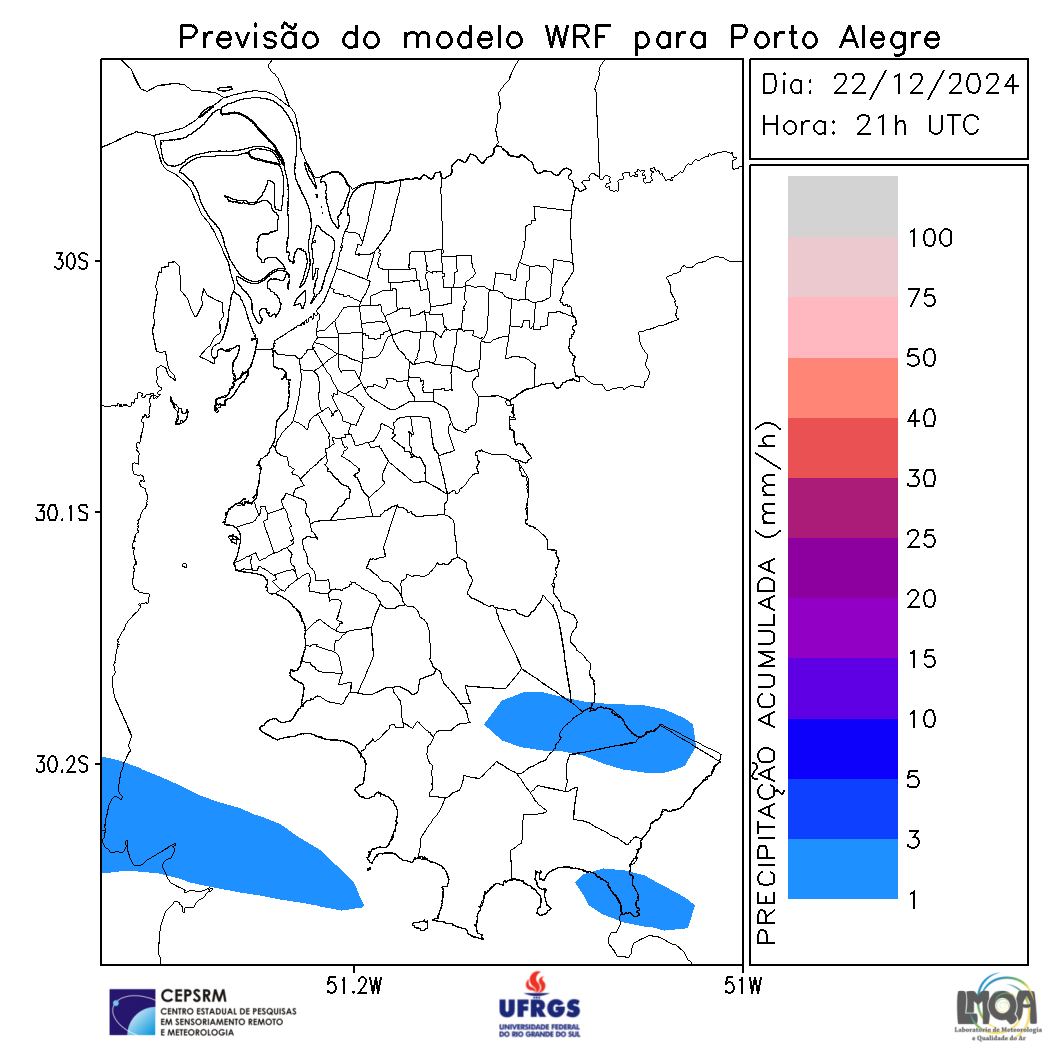 Previsão do modelo WRF para Porto Alegre
Dia: 22/12/2024
Hora: 21h UTC
30S
30.1S
30.2S
51.2W
51W
PRECIPITAÇÃO ACUMULADA (mm/h)
100
75
50
40
30
25
20
15
10
5
3
1
CEPSRM
CENTRO ESTADUAL DE PESQUISAS
EM SENSORIAMENTO REMOTO
E METEOROLOGIA
UFRGS
UNIVERSIDADE FEDERAL
DO RIO GRANDE DO SUL
LMQA
Laboratório de Meteorologia
e Qualidade do Ar